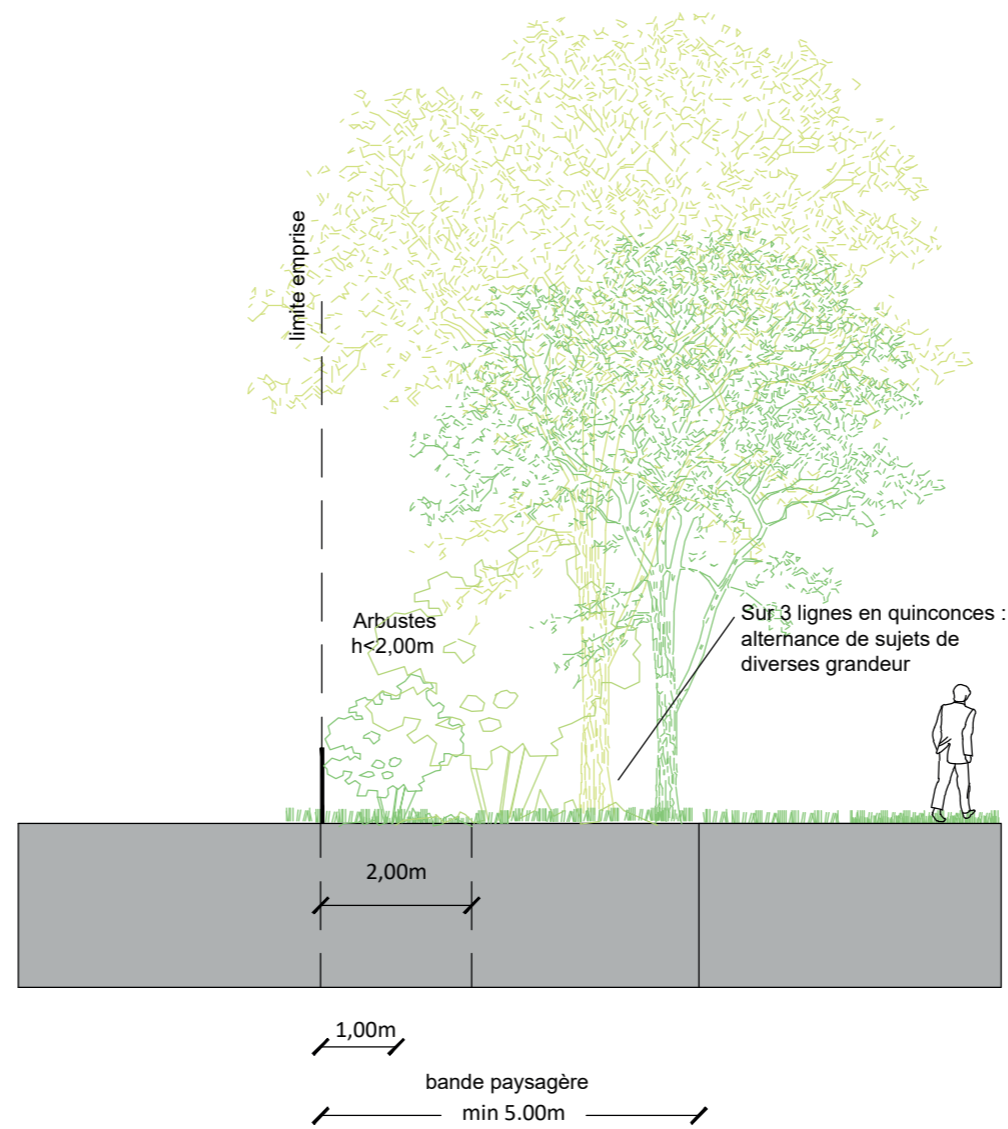 limite emprise
Arbustes
h<2,00m
Sur 3 lignes en quinconces :
alternance de sujets de
diverses grandeur
2,00m
1,00m
bande paysagère
min 5.00m